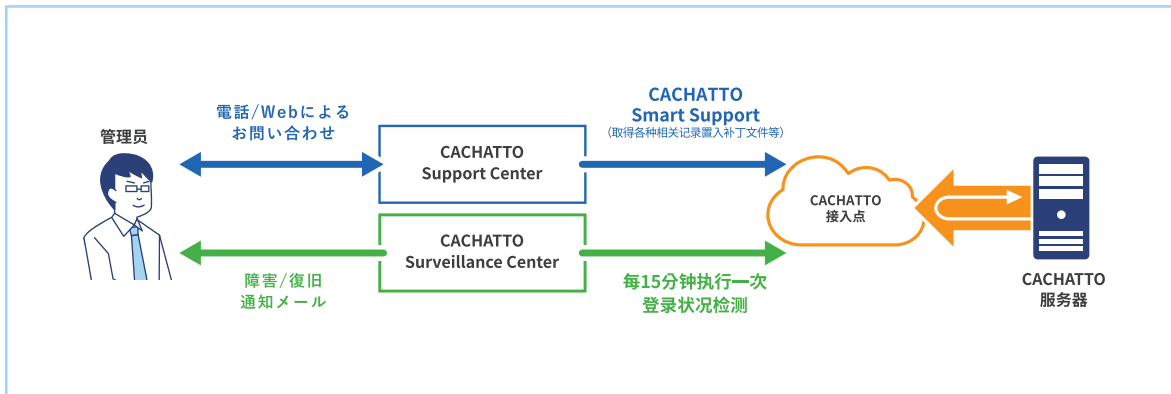 管理员
電話/Webによる
お問い合わせ
CACHATTO
Support Center
CACHATTO
Smart Support
（取得各种相关记录置入补丁文件等）
CACHATTO
接入点
CACHATTO
服务器
障害/復旧
通知メール
CACHATTO
Surveillance Center
每15分钟执行一次
登录状况检测